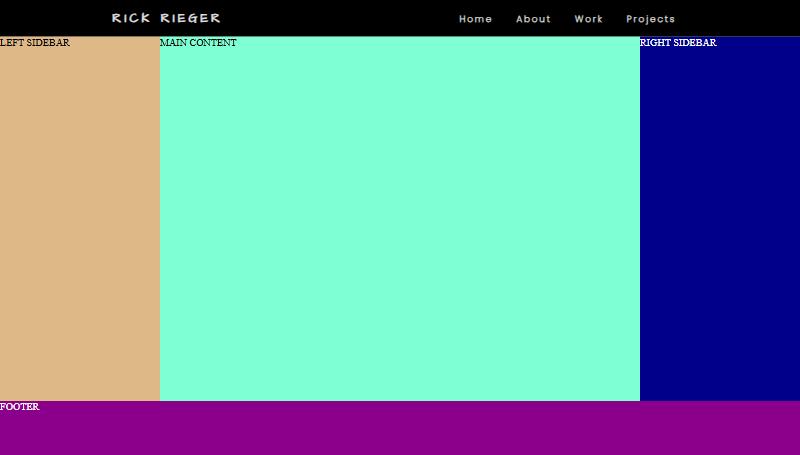 RICK RIEGER
Home About Work Projects
LEFT SIDEBAR
MAIN CONTENT
RIGHT SIDEBAR
FOOTER